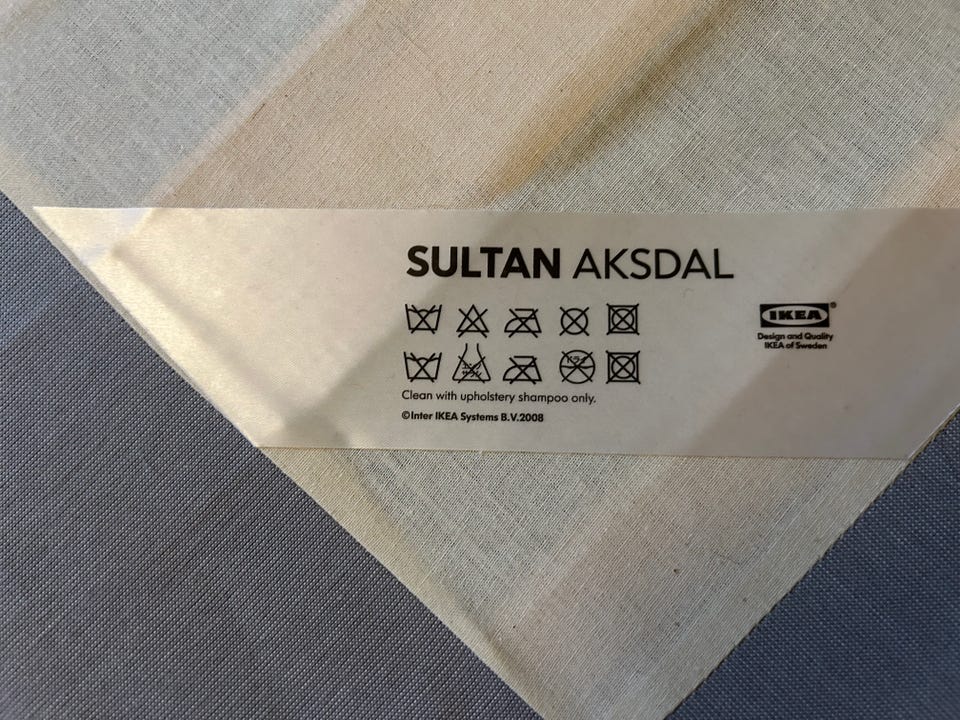 SULTAN AKSDAL
IKEA®
Design and Quality
IKEA of Sweden
Clean with upholstery shampoo only.
©Inter IKEA Systems B.V.2008